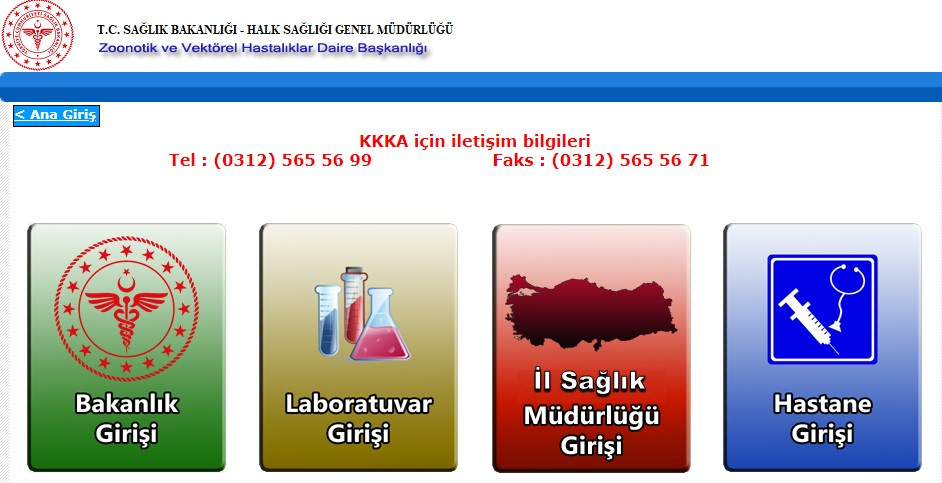 T.C. SAĞLIK BAKANLIĞI - HALK SAĞLIĞI GENEL MÜDÜRLÜĞÜ
Zoonotik ve Vektörel Hastalıklar Daire Başkanlığı
< Ana Giriş
KKKA için iletişim bilgileri
Tel : (0312) 565 56 99 Faks : (0312) 565 56 71
Bakanlık
Girişi
Laboratuvar
Girişi
İl Sağlık
Müdürlüğü
Girişi
Hastane
Girişi